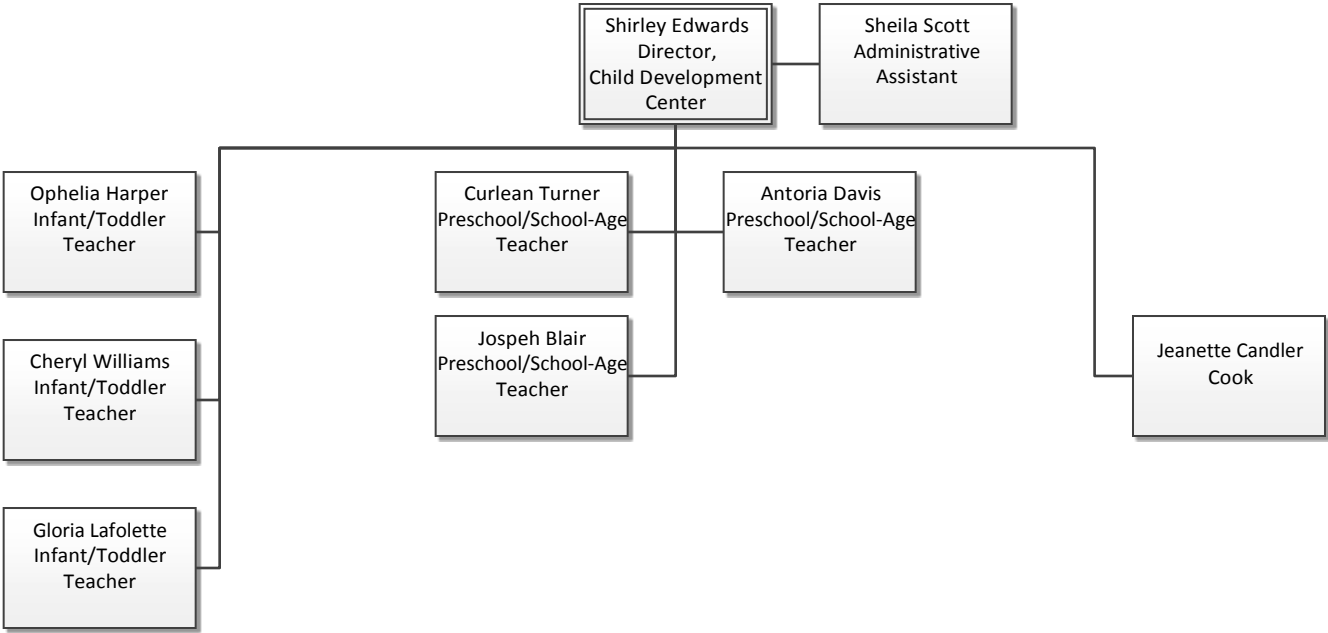 Shirley Edwards
Director,
Child Development
Center
Sheila Scott
Administrative
Assistant
Ophelia Harper
Infant/Toddler
Teacher
Curlean Turner
Preschool/School-Age
Teacher
Antoria Davis
Preschool/School-Age
Teacher
Cheryl Williams
Infant/Toddler
Teacher
Jospeh Blair
Preschool/School-Age
Teacher
Jeanette Candler
Cook
Gloria Lafolette
Infant/Toddler
Teacher